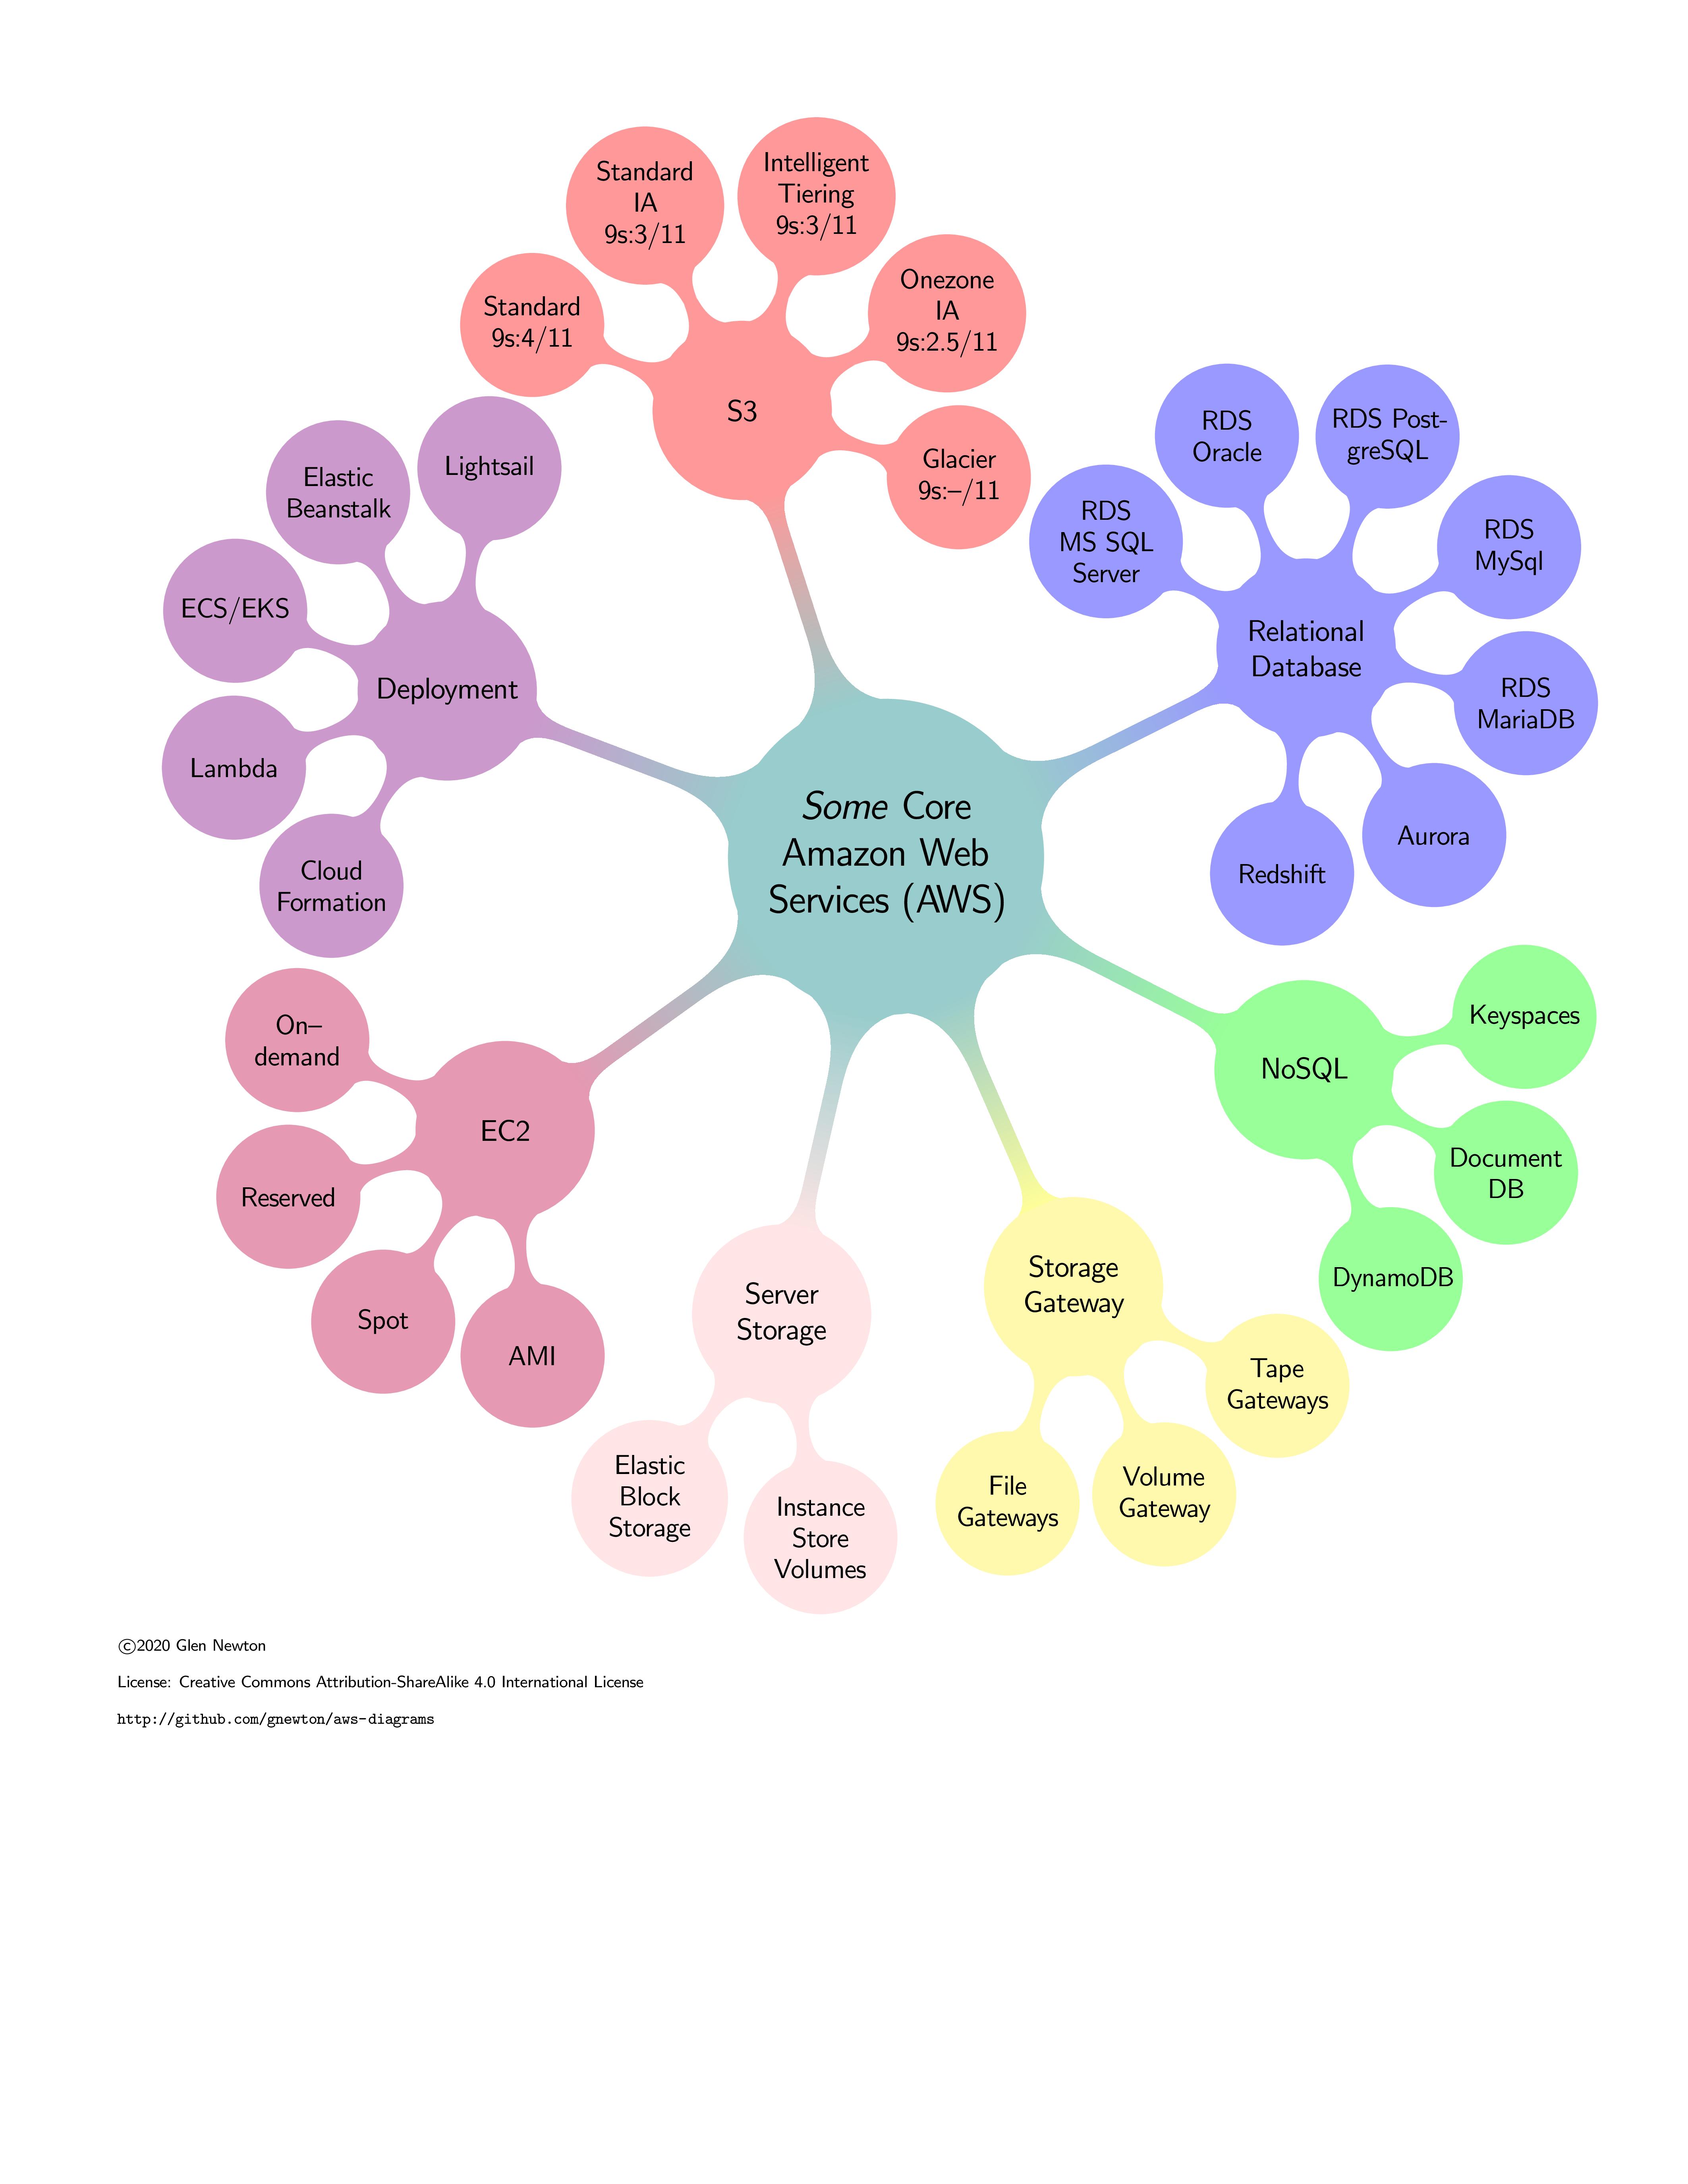 Standard
IA
9s:3/11
Intelligent
Tiering
9s:3/11
Standard
9s:4/11
Onezone
IA
9s:2.5/11
S3
Glacier
9s:–/11
Lightsail
Elastic
Beanstalk
ECS/EKS
Deployment
Lambda
Cloud
Formation
RDS
Oracle
RDS Post-
greSQL
RDS
MS SQL
Server
RDS
MySql
Relational
Database
RDS
MariaDB
Aurora
Redshift
Some Core
Amazon Web
Services (AWS)
On–
demand
EC2
Reserved
Spot
AMI
Server
Storage
Elastic
Block
Storage
Instance
Store
Volumes
Storage
Gateway
Tape
Gateways
File
Gateways
Volume
Gateway
Keyspaces
NoSQL
Document
DB
DynamoDB
©2020 Glen Newton
License: Creative Commons Attribution-ShareAlike 4.0 International License
http://github.com/gnewton/aws-diagrams